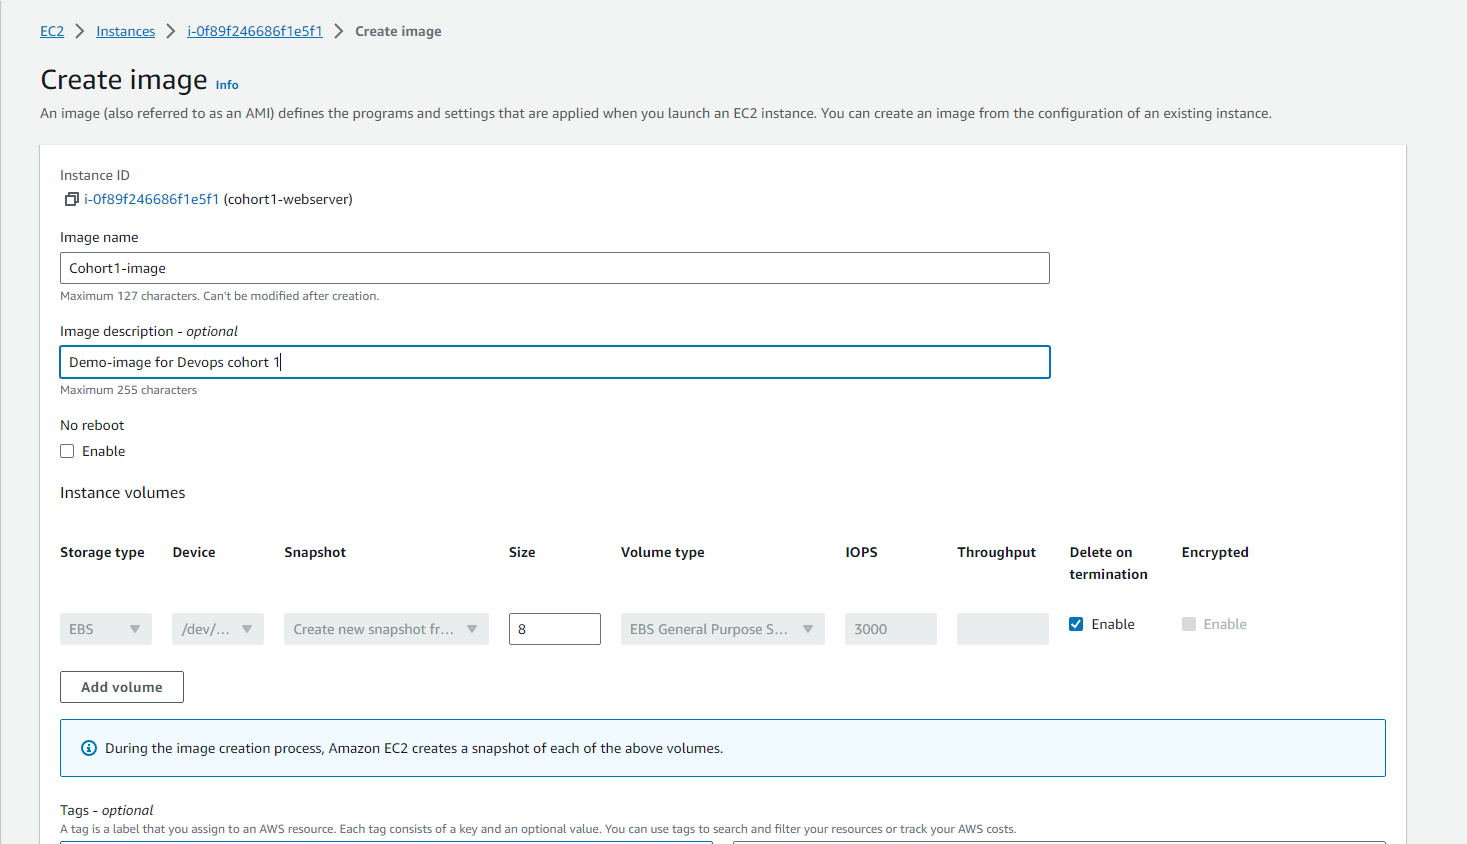 EC2 > Instances > i-0f89f246686f1e5f1 > Create image
Create image Info
An image (also referred to as an AMI) defines the programs and settings that are applied when you launch an EC2 instance. You can create an image from the configuration of an existing instance.
Instance ID
i-0f89f246686f1e5f1 (cohort1-webserver)
Image name
Cohort1-image
Maximum 127 characters. Can't be modified after creation.
Image description - optional
Demo-image for Devops cohort 1
Maximum 255 characters
No reboot
Enable
Instance volumes
Storage type Device Snapshot Size Volume type IOPS Throughput Delete on termination Encrypted
EBS /dev/... Create new snapshot fr... 8 EBS General Purpose S... 3000 Enable Enable
Add volume
During the image creation process, Amazon EC2 creates a snapshot of each of the above volumes.
Tags - optional
A tag is a label that you assign to an AWS resource. Each tag consists of a key and an optional value. You can use tags to search and filter your resources or track your AWS costs.